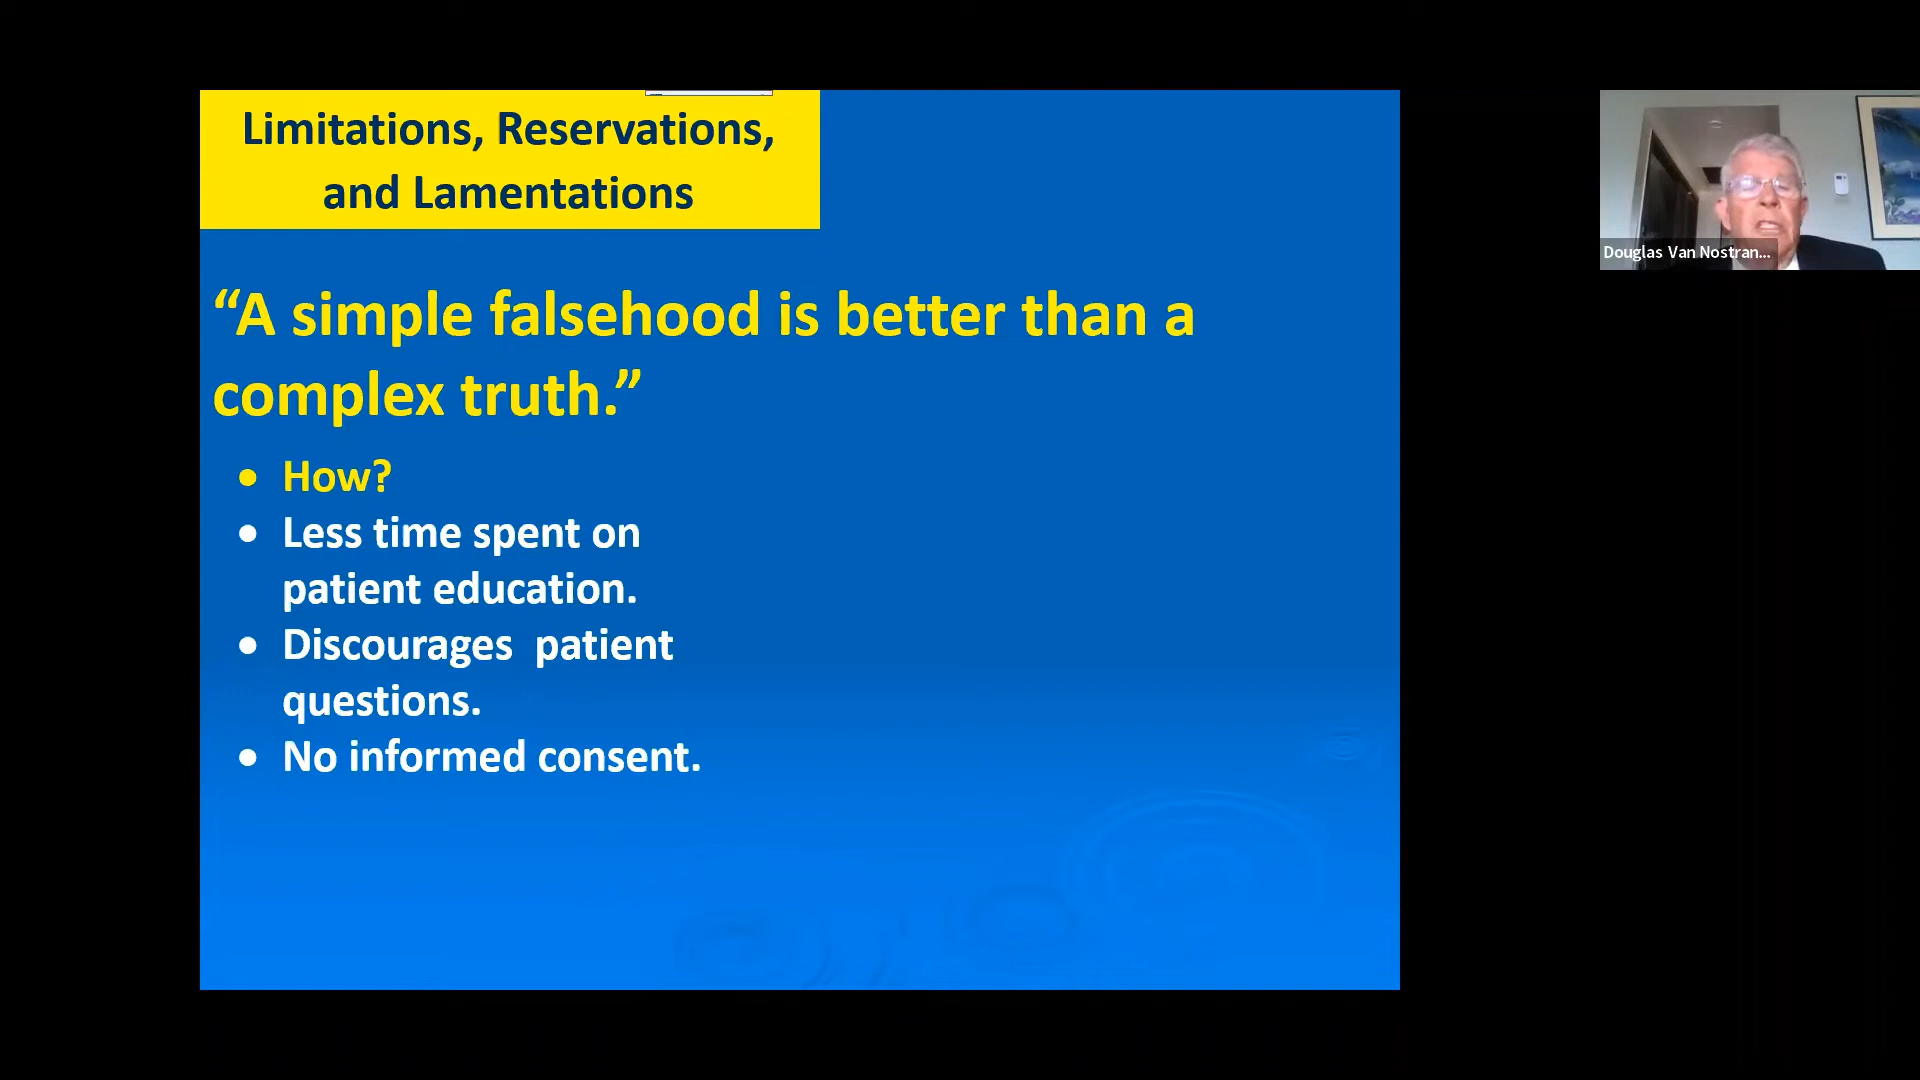 Limitations, Reservations,
and Lamentations
“A simple falsehood is better than a
complex truth.”
• How?
• Less time spent on
patient education.
• Discourages patient
questions.
• No informed consent.
Douglas Van Nostran...